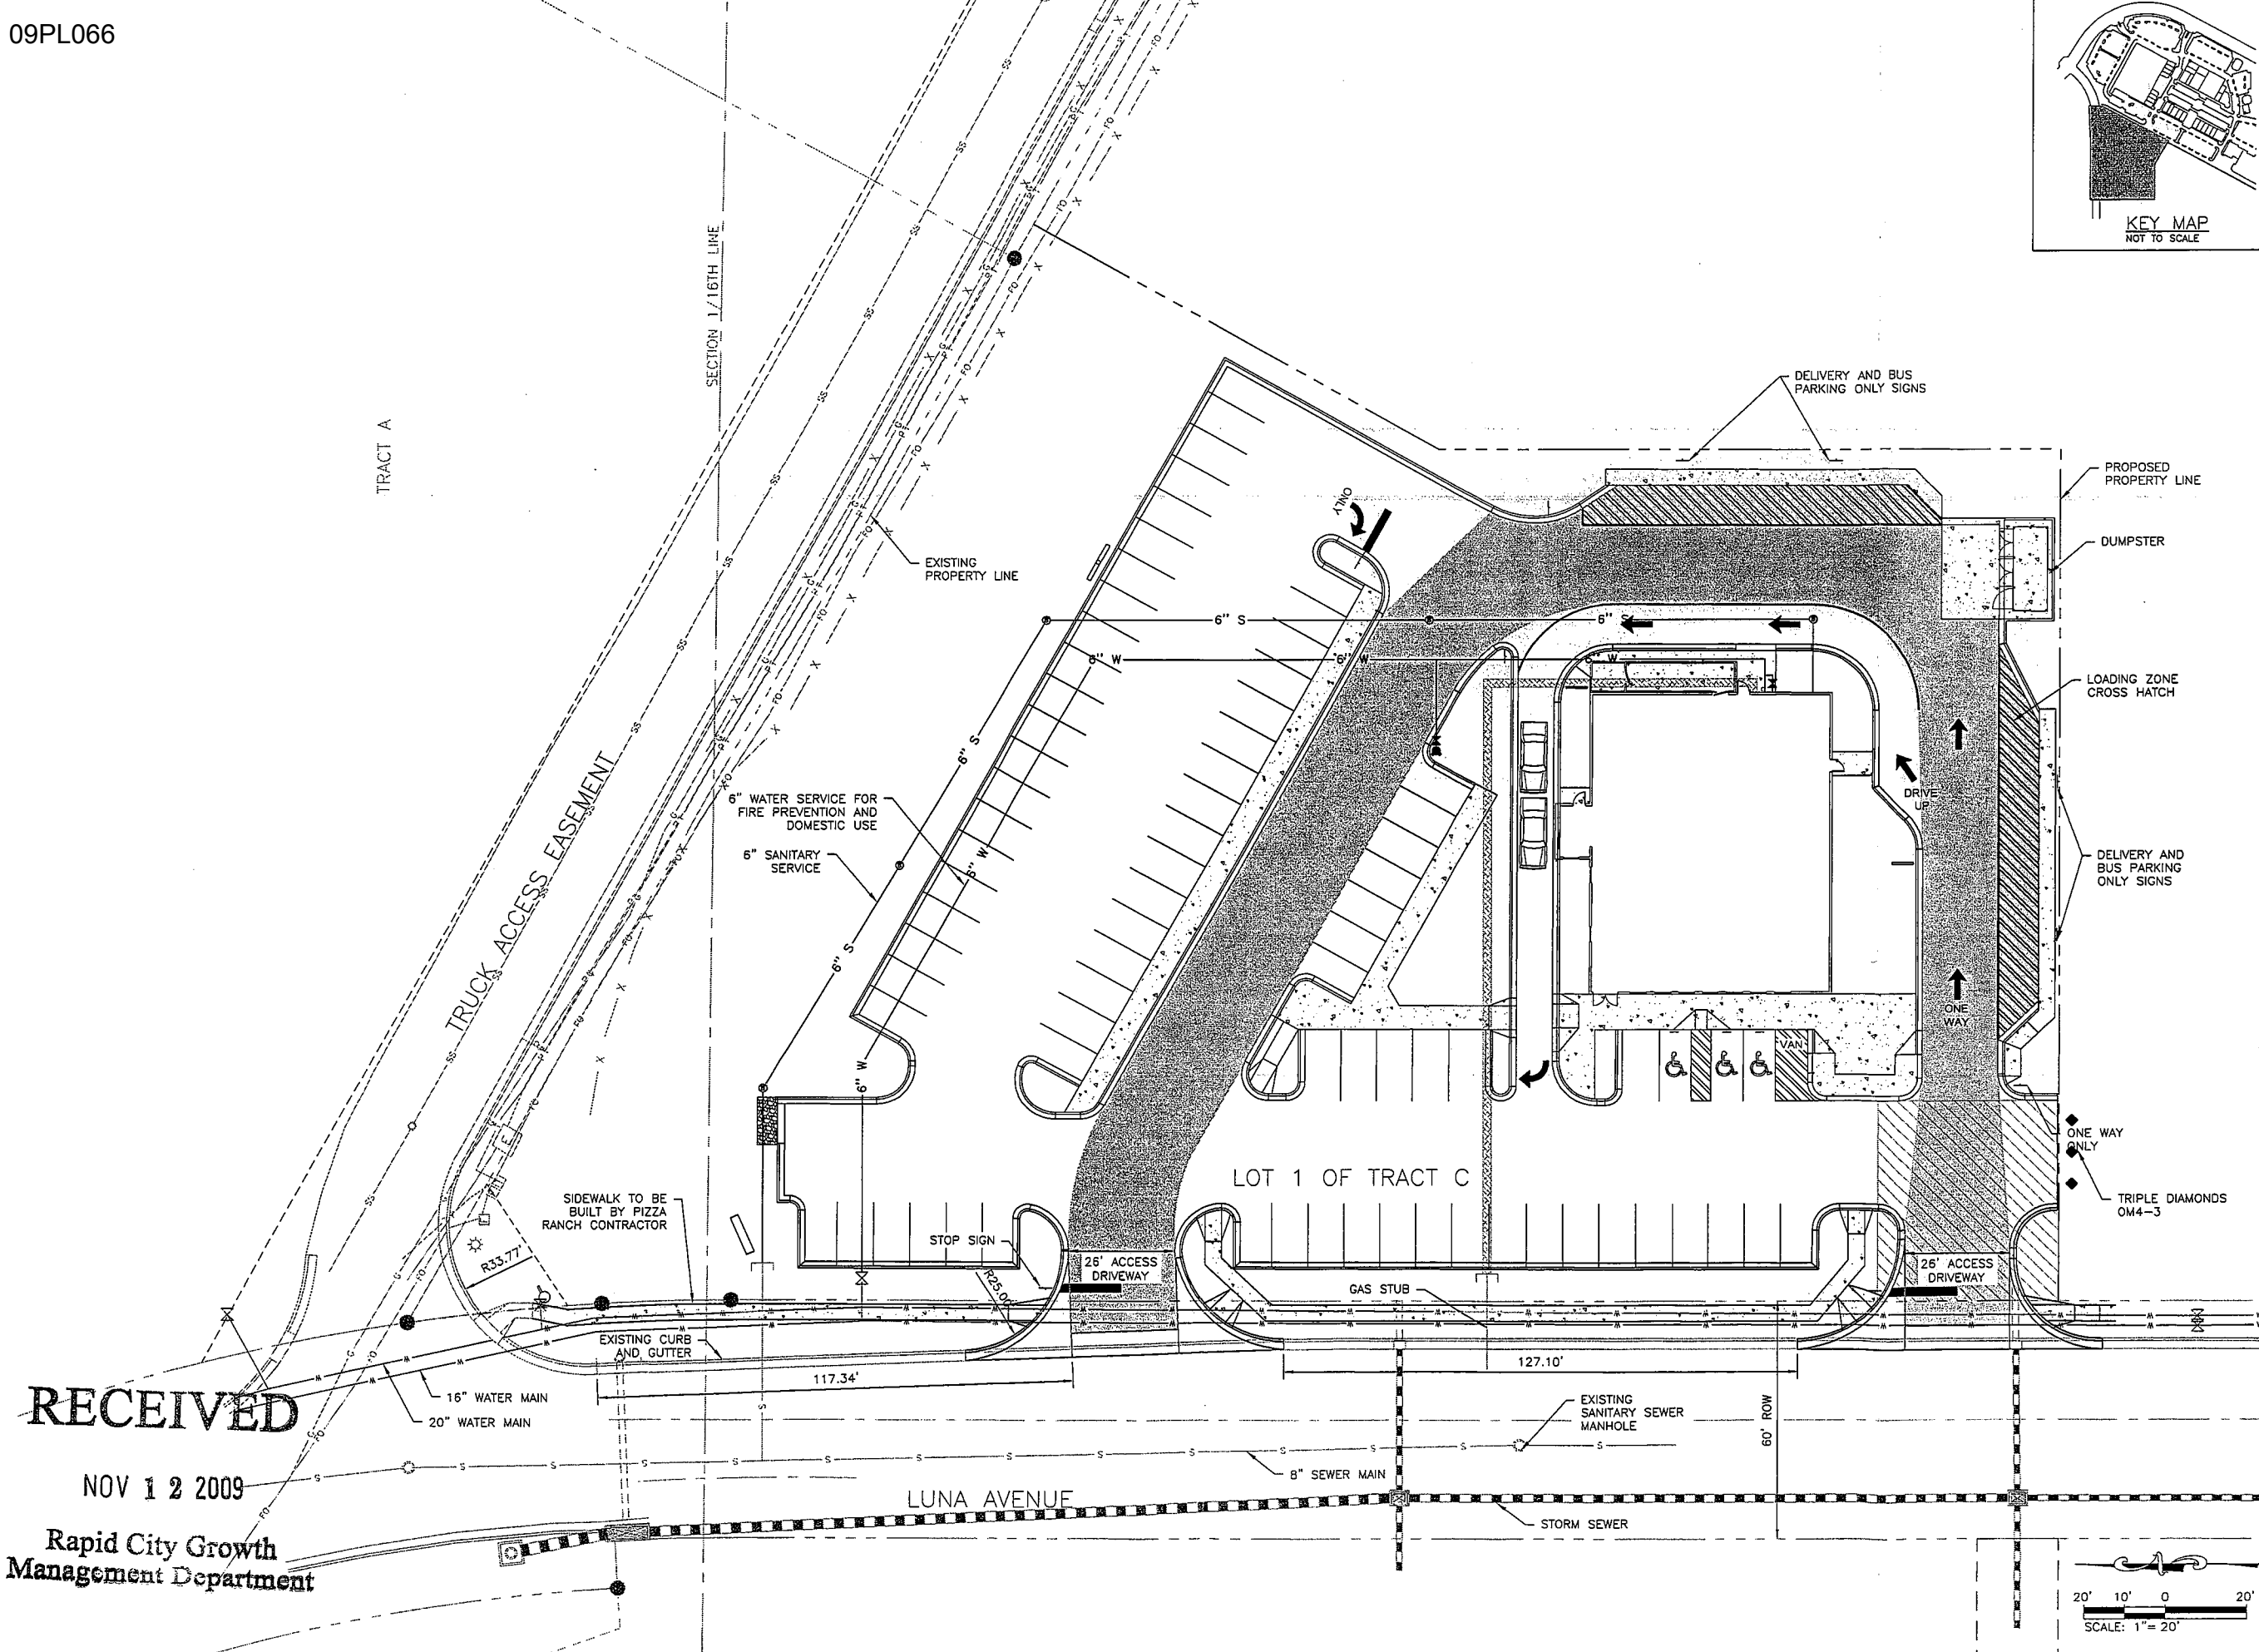 09PL066
KEY MAP
NOT TO SCALE
SECTION 1/16TH LINE
TRACT A
DELIVERY AND BUS
PARKING ONLY SIGNS
PROPOSED
PROPERTY LINE
DUMPSTER
ONLY
EXISTING
PROPERTY LINE
6" S
6" S
6" W
6" W
6" W
LOADING ZONE
CROSS HATCH
TRUCK ACCESS EASEMENT
6" S
6" WATER SERVICE FOR
FIRE PREVENTION AND
DOMESTIC USE
6" SANITARY
SERVICE
6" W
6" S
6" W
DRIVE
UP
DELIVERY AND
BUS PARKING
ONLY SIGNS
ONE
WAY
VAN
ONE WAY
ONLY
TRIPLE DIAMONDS
OM4-3
LOT 1 OF TRACT C
SIDEWALK TO BE
BUILT BY PIZZA
RANCH CONTRACTOR
STOP SIGN
R33.77'
R25.00'
26' ACCESS
DRIVEWAY
26' ACCESS
DRIVEWAY
GAS STUB
EXISTING CURB
AND GUTTER
117.34'
127.10'
16" WATER MAIN
20" WATER MAIN
EXISTING
SANITARY SEWER
MANHOLE
60' ROW
8" SEWER MAIN
LUNA AVENUE
STORM SEWER
RECEIVED
NOV 12 2009
Rapid City Growth
Management Department
20' 10' 0 20'
SCALE: 1"= 20'